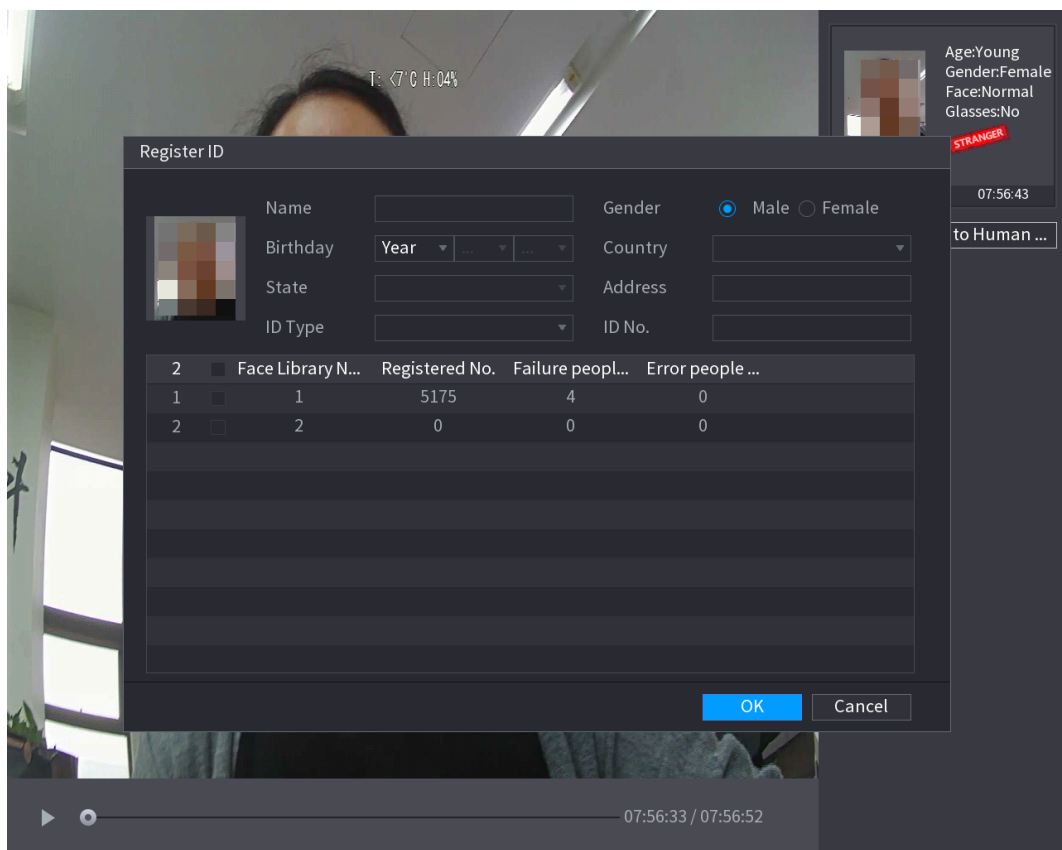 T: <7°C H:04%
Age:Young
Gender:Female
Face:Normal
Glasses:No
STRANGER
07:56:43
to Human ...
Register ID
Name
Gender Male Female
Birthday Year ... ... Country
State Address
ID Type ID No.
2 Face Library N... Registered No. Failure peopl... Error people ...
1 1 5175 4 0
2 2 0 0 0
OK Cancel
07:56:33 / 07:56:52